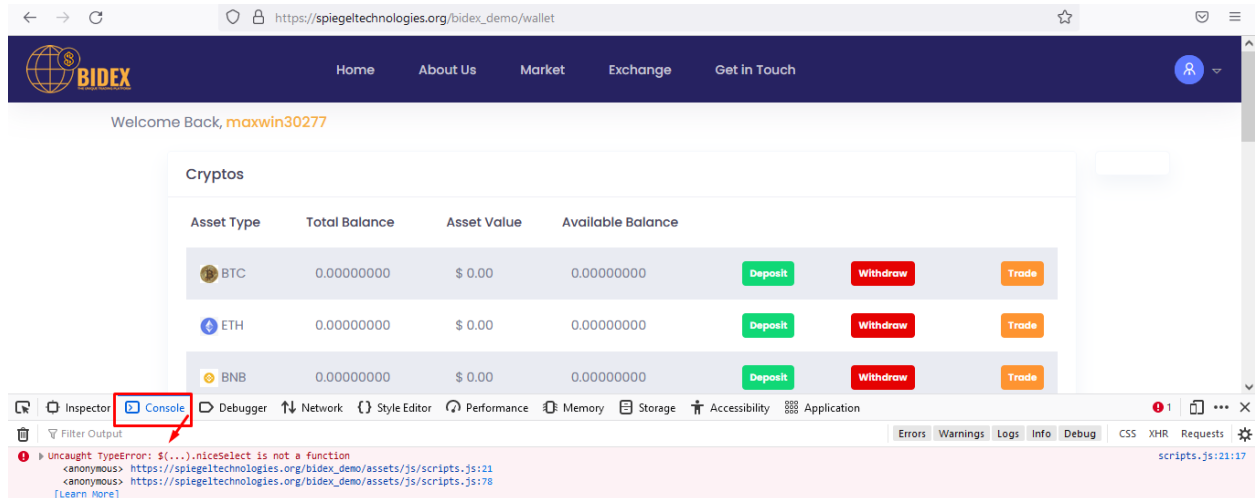 https://spiegeltechnologies.org/bidex_demo/wallet
BIDEX
Home About Us Market Exchange Get in Touch
Welcome Back, maxwin30277
Cryptos
Asset Type Total Balance Asset Value Available Balance
BTC 0.00000000 $ 0.00 0.00000000 Deposit Withdraw Trade
ETH 0.00000000 $ 0.00 0.00000000 Deposit Withdraw Trade
BNB 0.00000000 $ 0.00 0.00000000 Deposit Withdraw Trade
Inspector Console Debugger Network {} Style Editor Performance Memory Storage Accessibility Application 1
Filter Output Errors Warnings Logs Info Debug CSS XHR Requests
Uncaught TypeError: $(...).niceSelect is not a function scripts.js:21:17
<anonymous> https://spiegeltechnologies.org/bidex_demo/assets/js/scripts.js:21
<anonymous> https://spiegeltechnologies.org/bidex_demo/assets/js/scripts.js:78
[Learn More]